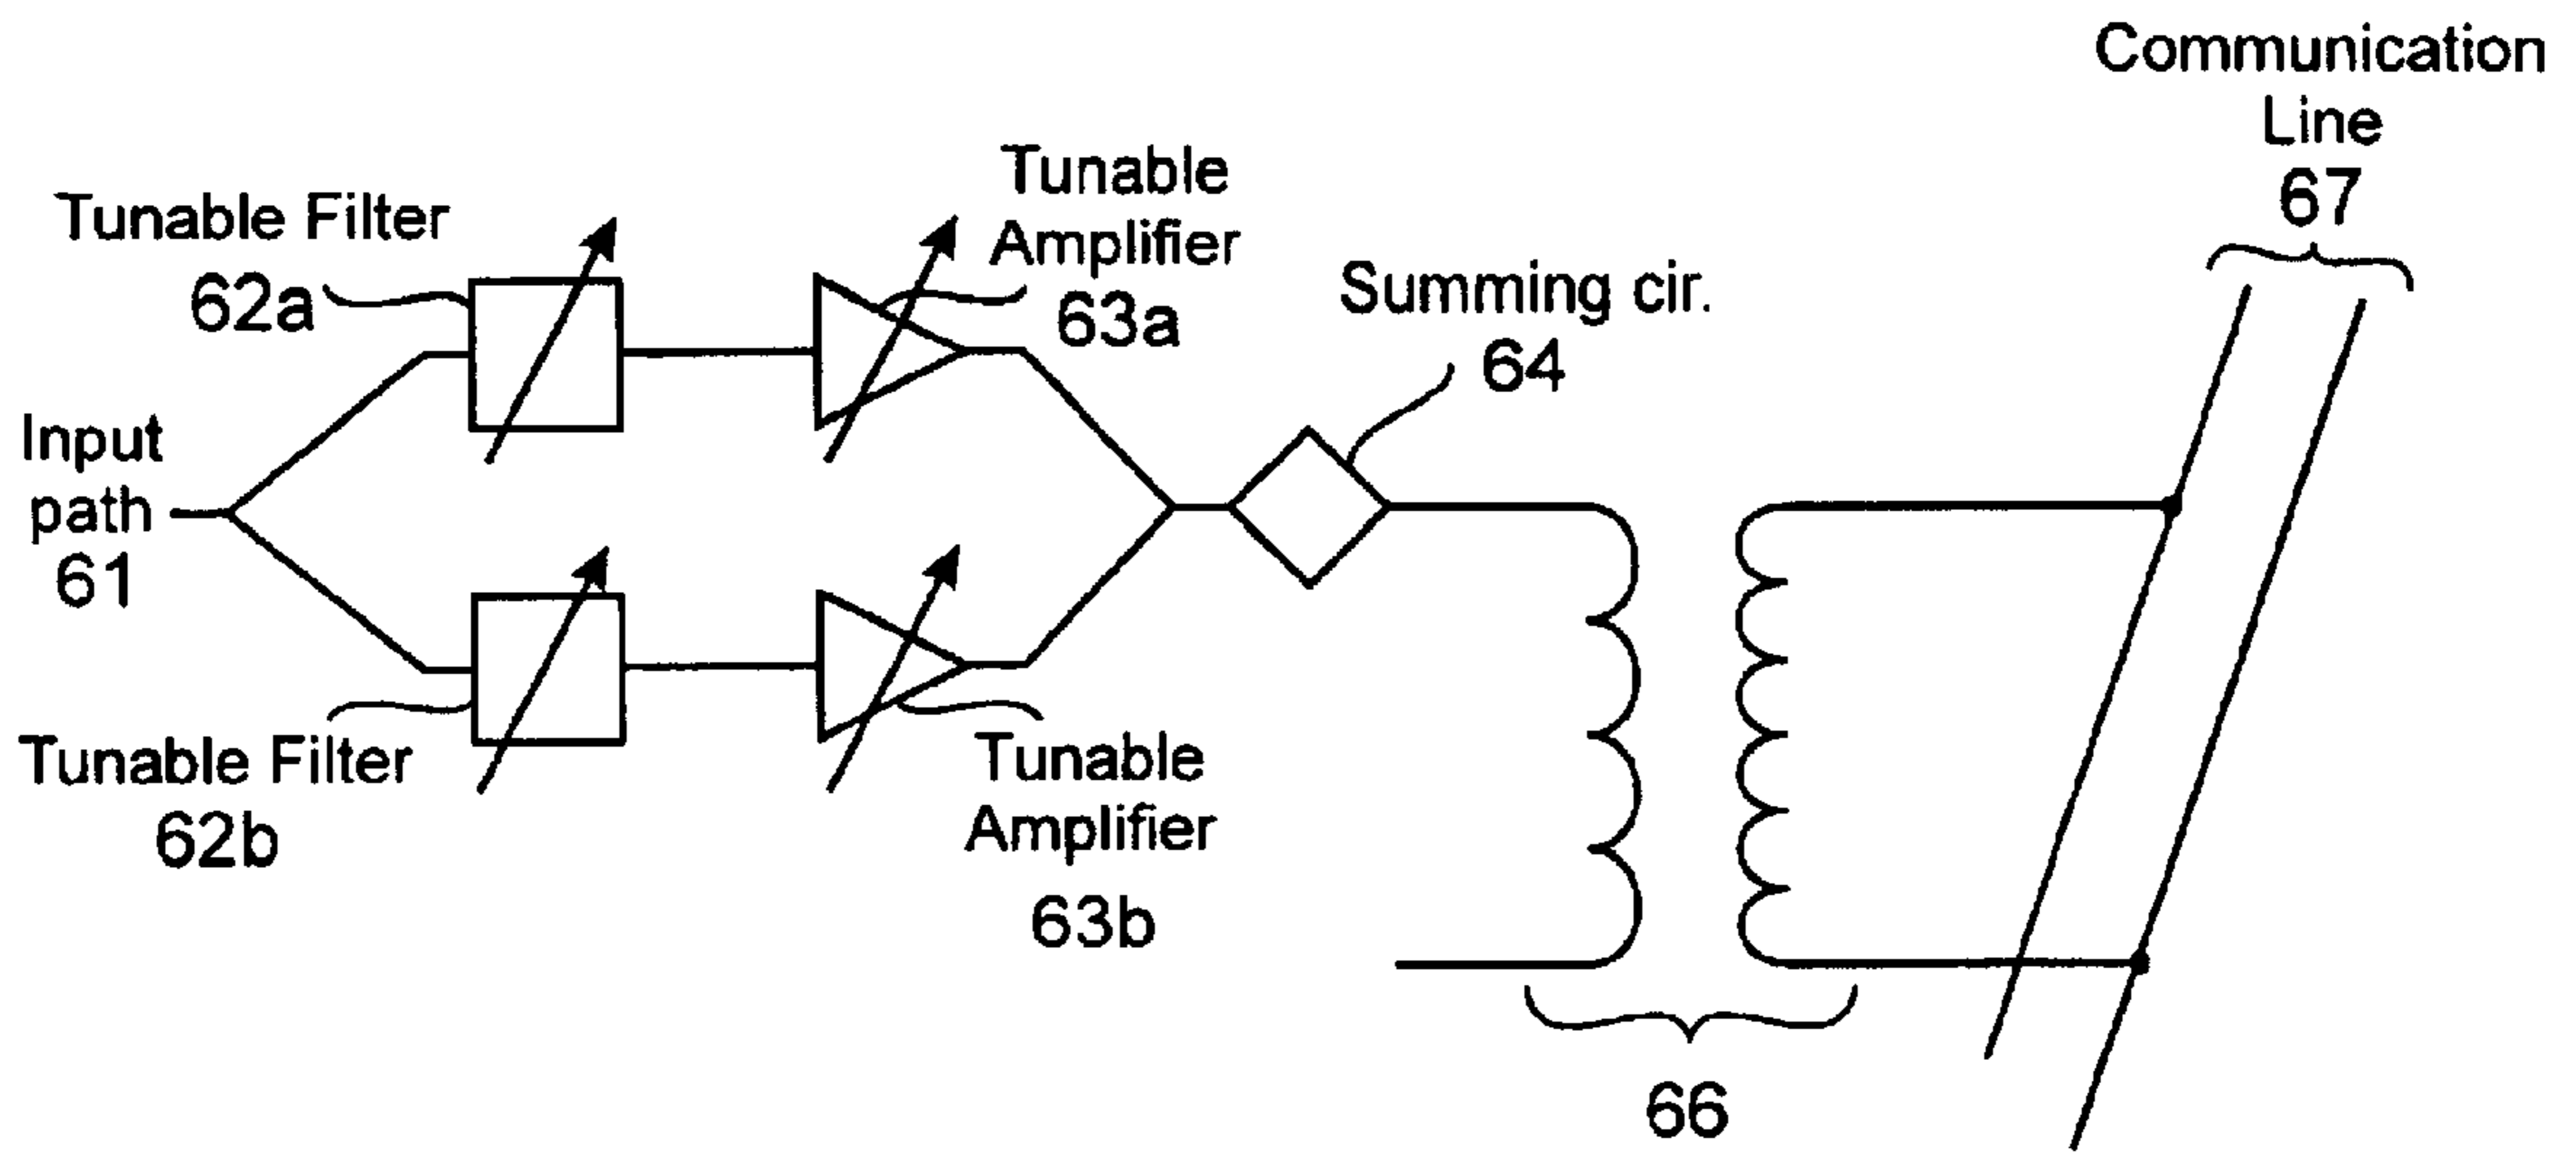 Communication
Line
67
Tunable
Amplifier
63a
Tunable Filter
62a
Summing cir.
64
Input
path
61
Tunable Filter
62b
Tunable
Amplifier
63b
66